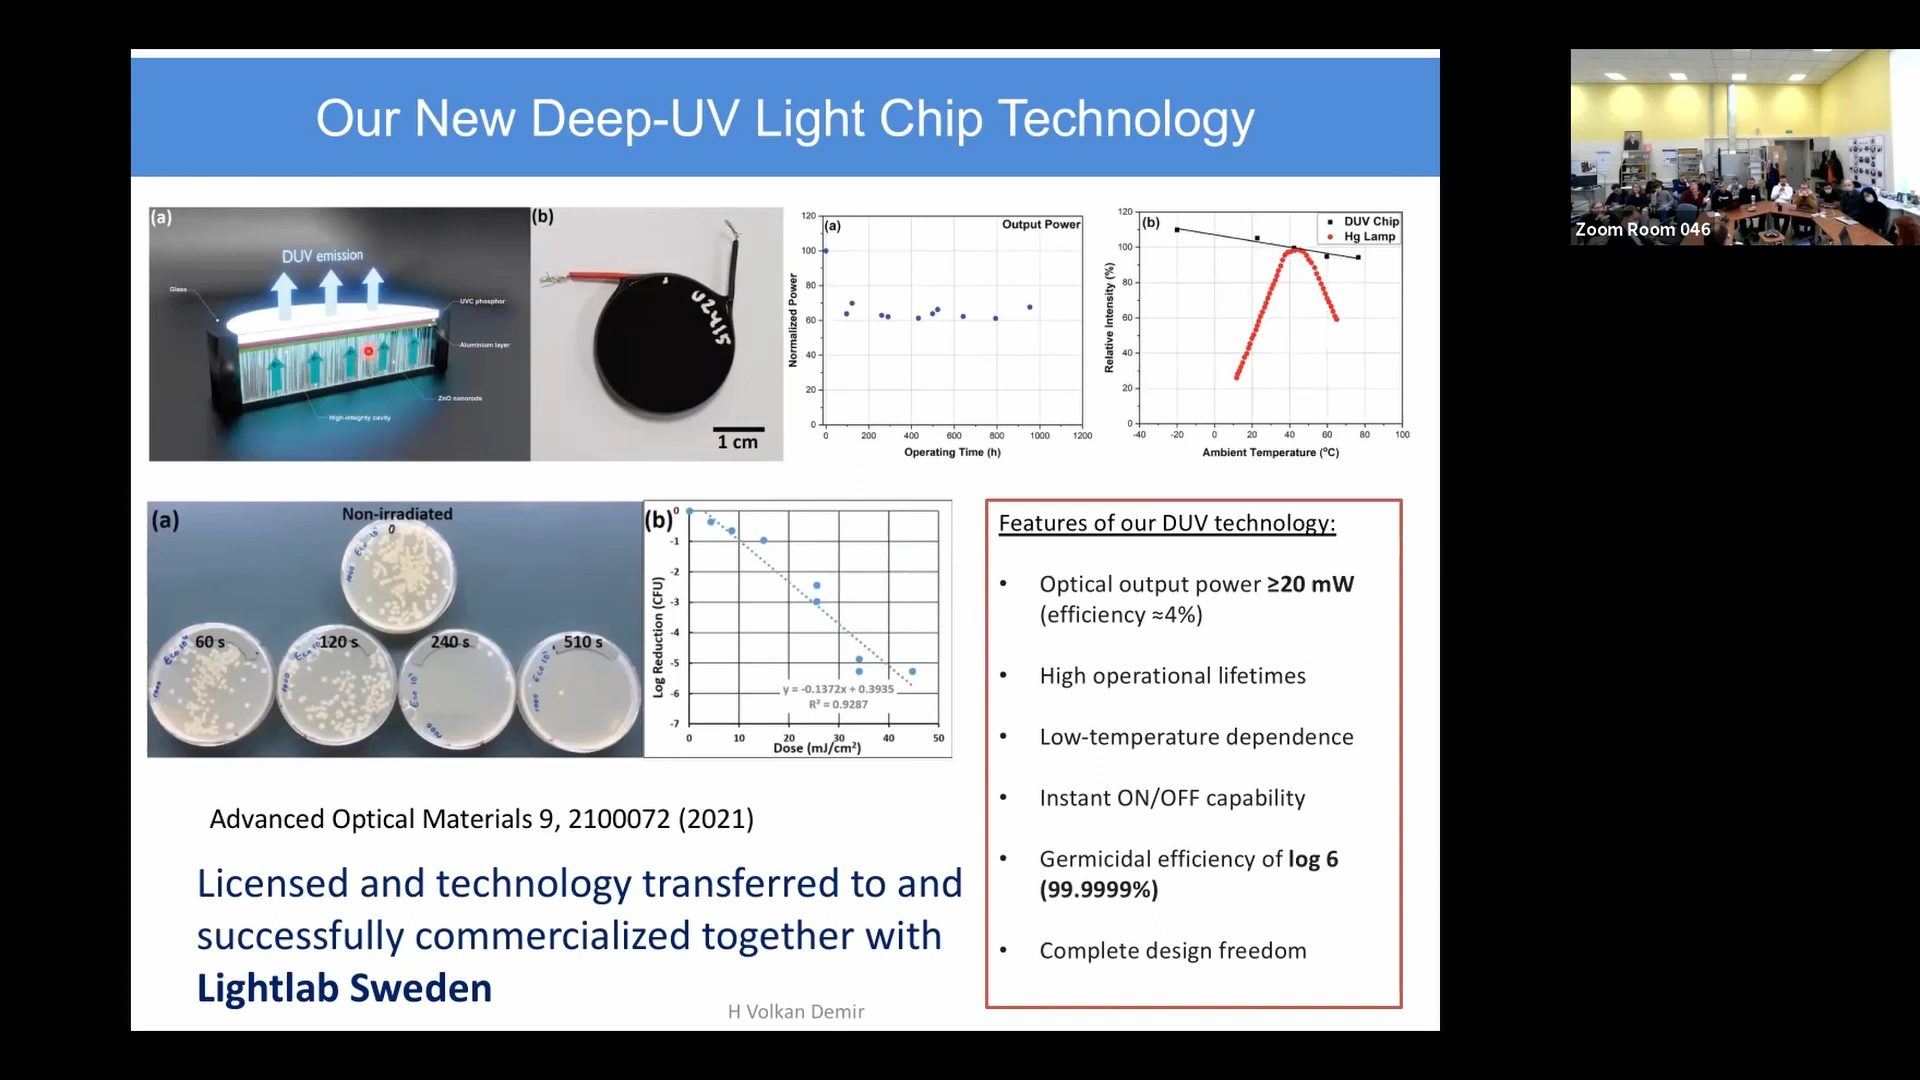 Our New Deep-UV Light Chip Technology
(a)
DUV emission
Glass
UVC phosphor
Aluminium layer
ZnO nanorods
High-integrity cavity
(b)
U2415
1 cm
(a)
Output Power
120
100
80
60
40
20
0
Normalized Power
0 200 400 600 800 1000 1200
Operating Time (h)
(b)
DUV Chip
Hg Lamp
120
100
80
60
40
20
0
Relative Intensity (%)
-40 -20 0 20 40 60 80 100
Ambient Temperature (°C)
Zoom Room 046
(a)
Non-irradiated
0
60 s
120 s
240 s
510 s
(b)
0
-1
-2
-3
-4
-5
-6
-7
Log Reduction (CFU)
y = -0.1372x + 0.3935
R² = 0.9287
0 10 20 30 40 50
Dose (mJ/cm²)
Features of our DUV technology:
• Optical output power ≥20 mW
(efficiency ≈4%)
• High operational lifetimes
• Low-temperature dependence
• Instant ON/OFF capability
• Germicidal efficiency of log 6
(99.9999%)
• Complete design freedom
Advanced Optical Materials 9, 2100072 (2021)
Licensed and technology transferred to and
successfully commercialized together with
Lightlab Sweden
H Volkan Demir